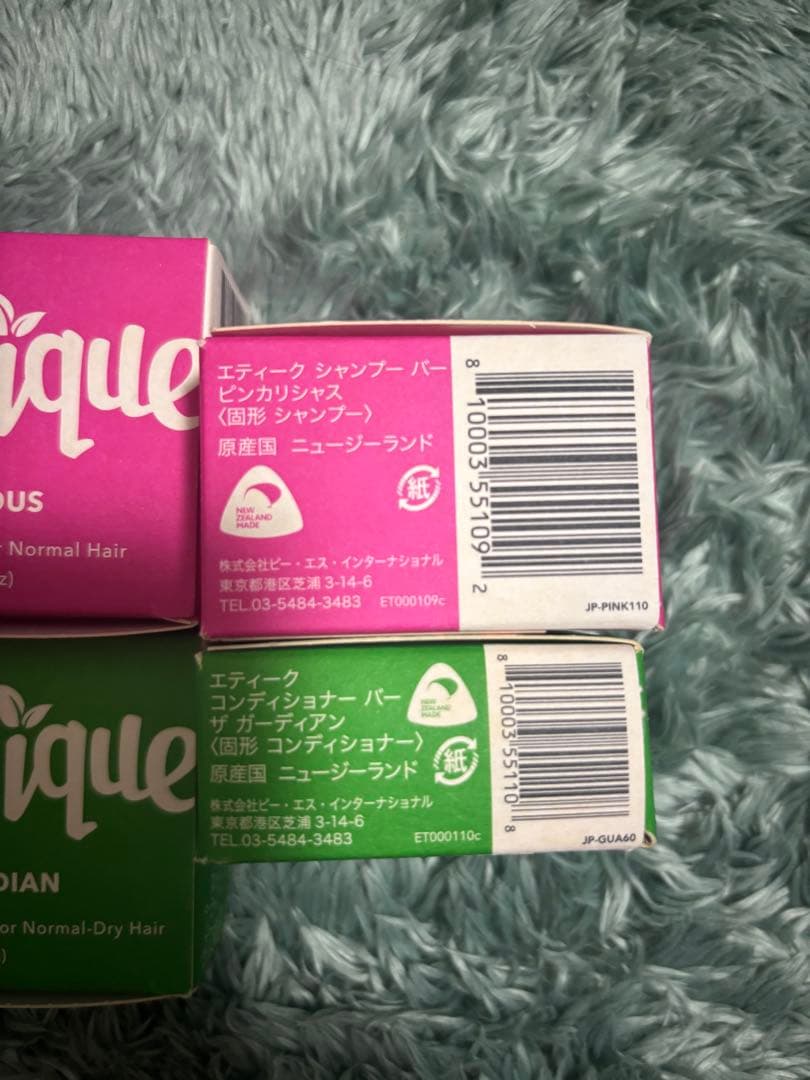 ique
OUS
r Normal Hair
z)
エティーク シャンプー バー
ピンカリシャス
〈固形 シャンプー〉
原産国 ニュージーランド
NEW
ZEALAND
MADE
紙
株式会社ピー・エス・インターナショナル
東京都港区芝浦 3-14-6
TEL.03-5484-3483 ET000109c
8 10003 55109 2
JP-PINK110
ique
DIAN
or Normal-Dry Hair
)
エティーク
コンディショナー バー
ザ ガーディアン
〈固形 コンディショナー〉
原産国 ニュージーランド
NEW
ZEALAND
MADE
紙
株式会社ピー・エス・インターナショナル
東京都港区芝浦 3-14-6
TEL.03-5484-3483 ET000110c
8 10003 55110 8
JP-GUA60